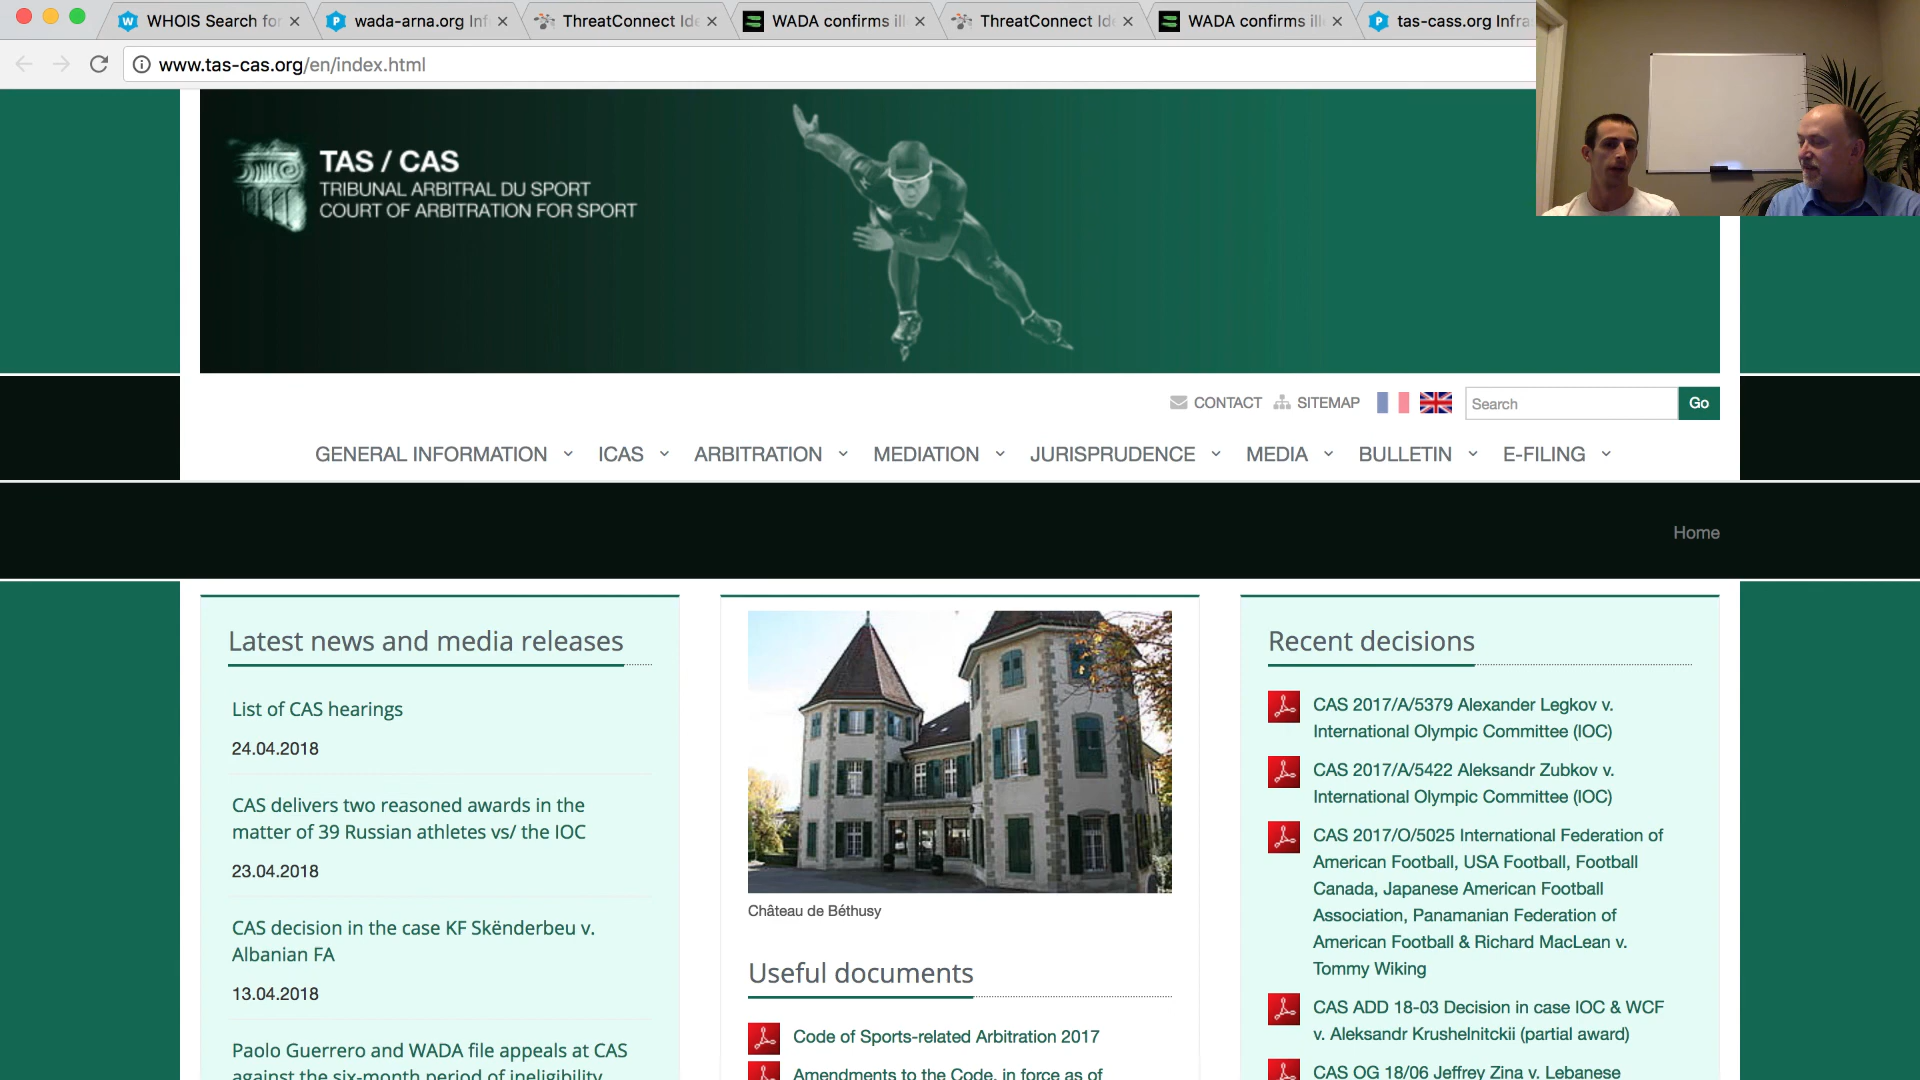 WHOIS Search for
wada-arna.org Inf
ThreatConnect Ide
WADA confirms ill
ThreatConnect Ide
WADA confirms ill
tas-cass.org Infra
www.tas-cas.org/en/index.html
TAS / CAS
TRIBUNAL ARBITRAL DU SPORT
COURT OF ARBITRATION FOR SPORT
CONTACT
SITEMAP
Search
Go
GENERAL INFORMATION
ICAS
ARBITRATION
MEDIATION
JURISPRUDENCE
MEDIA
BULLETIN
E-FILING
Home
Latest news and media releases
List of CAS hearings
24.04.2018
CAS delivers two reasoned awards in the
matter of 39 Russian athletes vs/ the IOC
23.04.2018
CAS decision in the case KF Skënderbeu v.
Albanian FA
13.04.2018
Paolo Guerrero and WADA file appeals at CAS
against the six-month period of ineligibility
Château de Béthusy
Useful documents
Code of Sports-related Arbitration 2017
Amendments to the Code, in force as of
Recent decisions
CAS 2017/A/5379 Alexander Legkov v.
International Olympic Committee (IOC)
CAS 2017/A/5422 Aleksandr Zubkov v.
International Olympic Committee (IOC)
CAS 2017/O/5025 International Federation of
American Football, USA Football, Football
Canada, Japanese American Football
Association, Panamanian Federation of
American Football & Richard MacLean v.
Tommy Wiking
CAS ADD 18-03 Decision in case IOC & WCF
v. Aleksandr Krushelnitckii (partial award)
CAS OG 18/06 Jeffrey Zina v. Lebanese